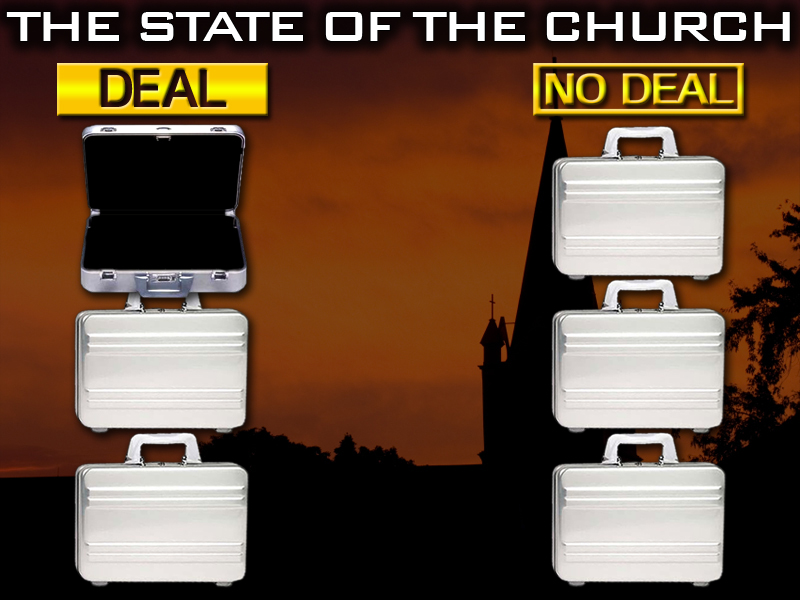 THE STATE OF THE CHURCH
DEAL
NO DEAL